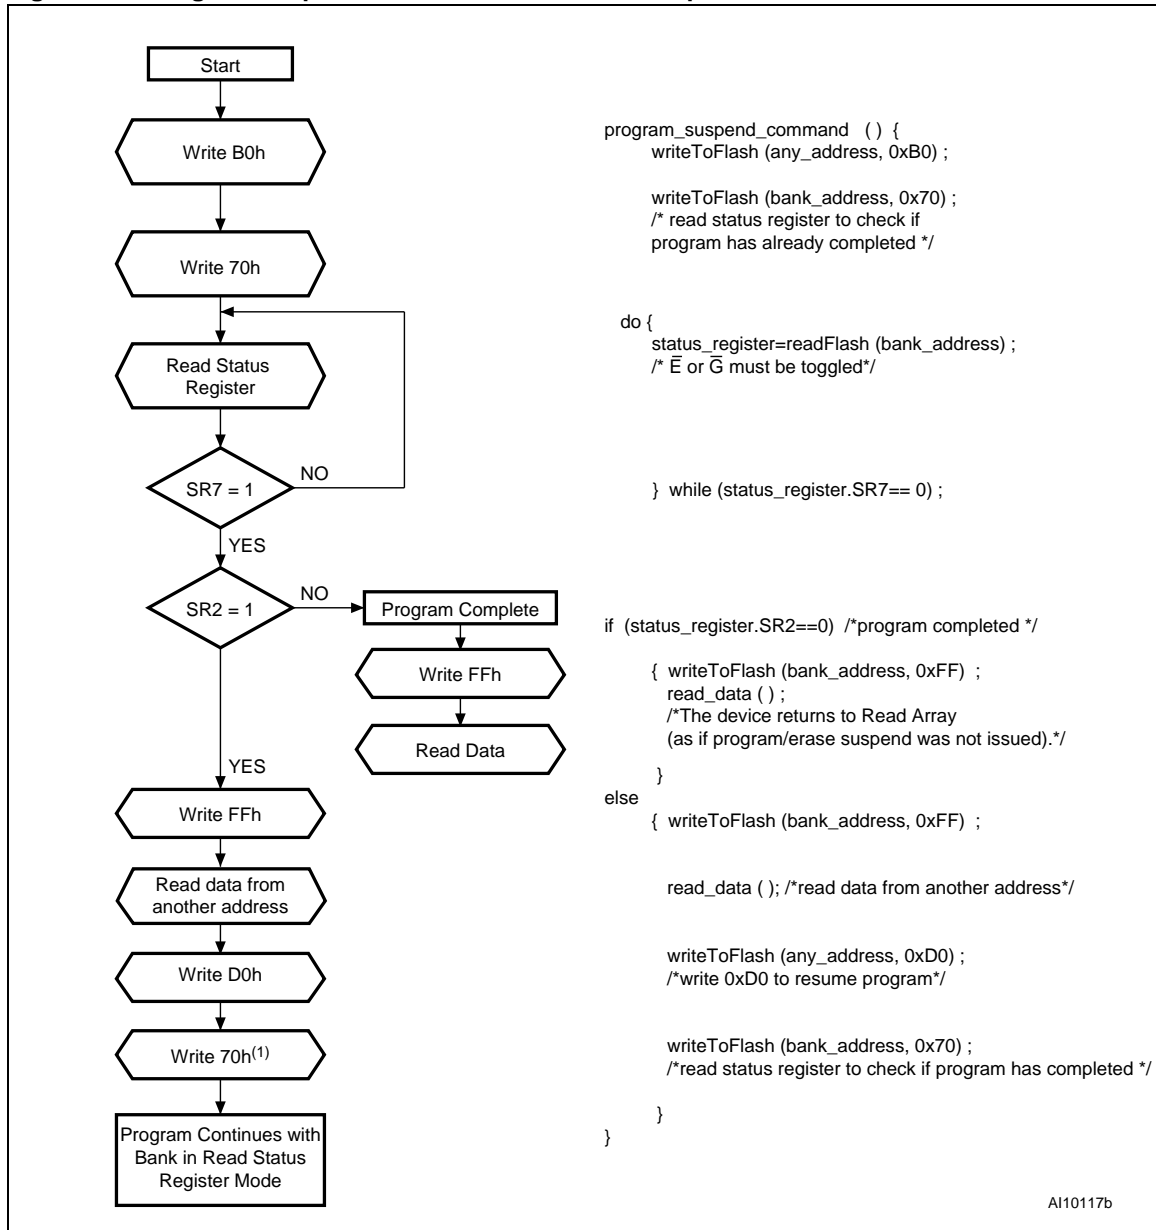 Start
Write B0h
Write 70h
Read Status
Register
NO
SR7 = 1
YES
NO
SR2 = 1
Program Complete
Write FFh
Read Data
YES
Write FFh
Read data from
another address
Write D0h
Write 70h(1)
Program Continues with
Bank in Read Status
Register Mode
program_suspend_command ( ) {
writeToFlash (any_address, 0xB0) ;
writeToFlash (bank_address, 0x70) ;
/* read status register to check if
program has already completed */
do {
status_register=readFlash (bank_address) ;
/* E̅ or G̅ must be toggled*/
} while (status_register.SR7== 0) ;
if (status_register.SR2==0) /*program completed */
{ writeToFlash (bank_address, 0xFF) ;
read_data ( ) ;
/*The device returns to Read Array
(as if program/erase suspend was not issued).*/
}
else
{ writeToFlash (bank_address, 0xFF) ;
read_data ( ); /*read data from another address*/
writeToFlash (any_address, 0xD0) ;
/*write 0xD0 to resume program*/
writeToFlash (bank_address, 0x70) ;
/*read status register to check if program has completed */
}
}
AI10117b